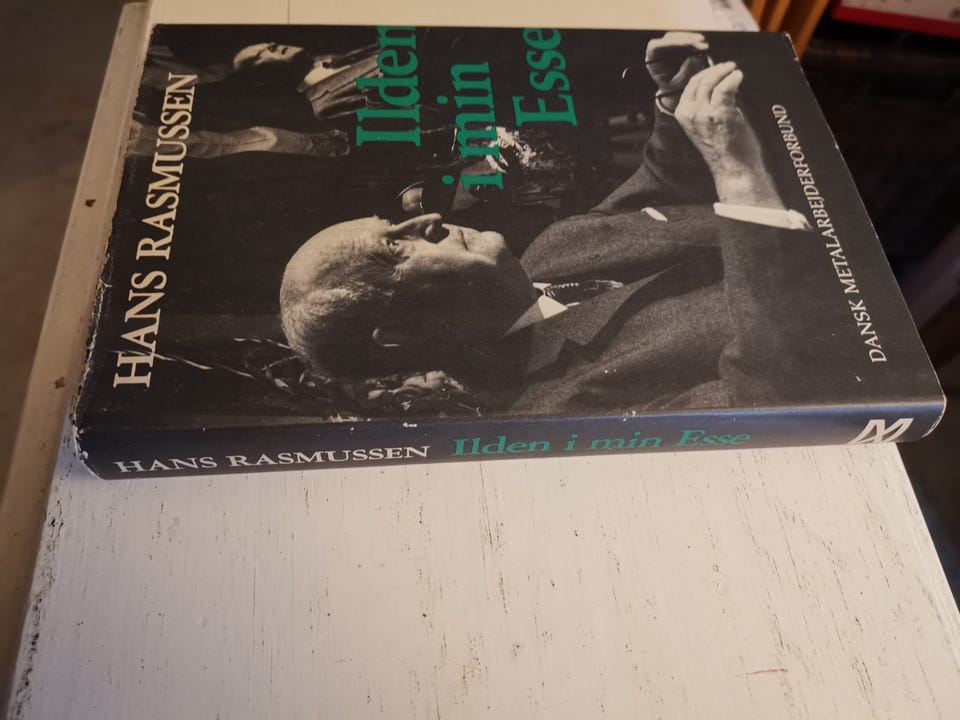 HANS RASMUSSEN
Ilden
i min
Esse
DANSK METALARBEJDERFORBUND
HANS RASMUSSEN Ilden i min Esse